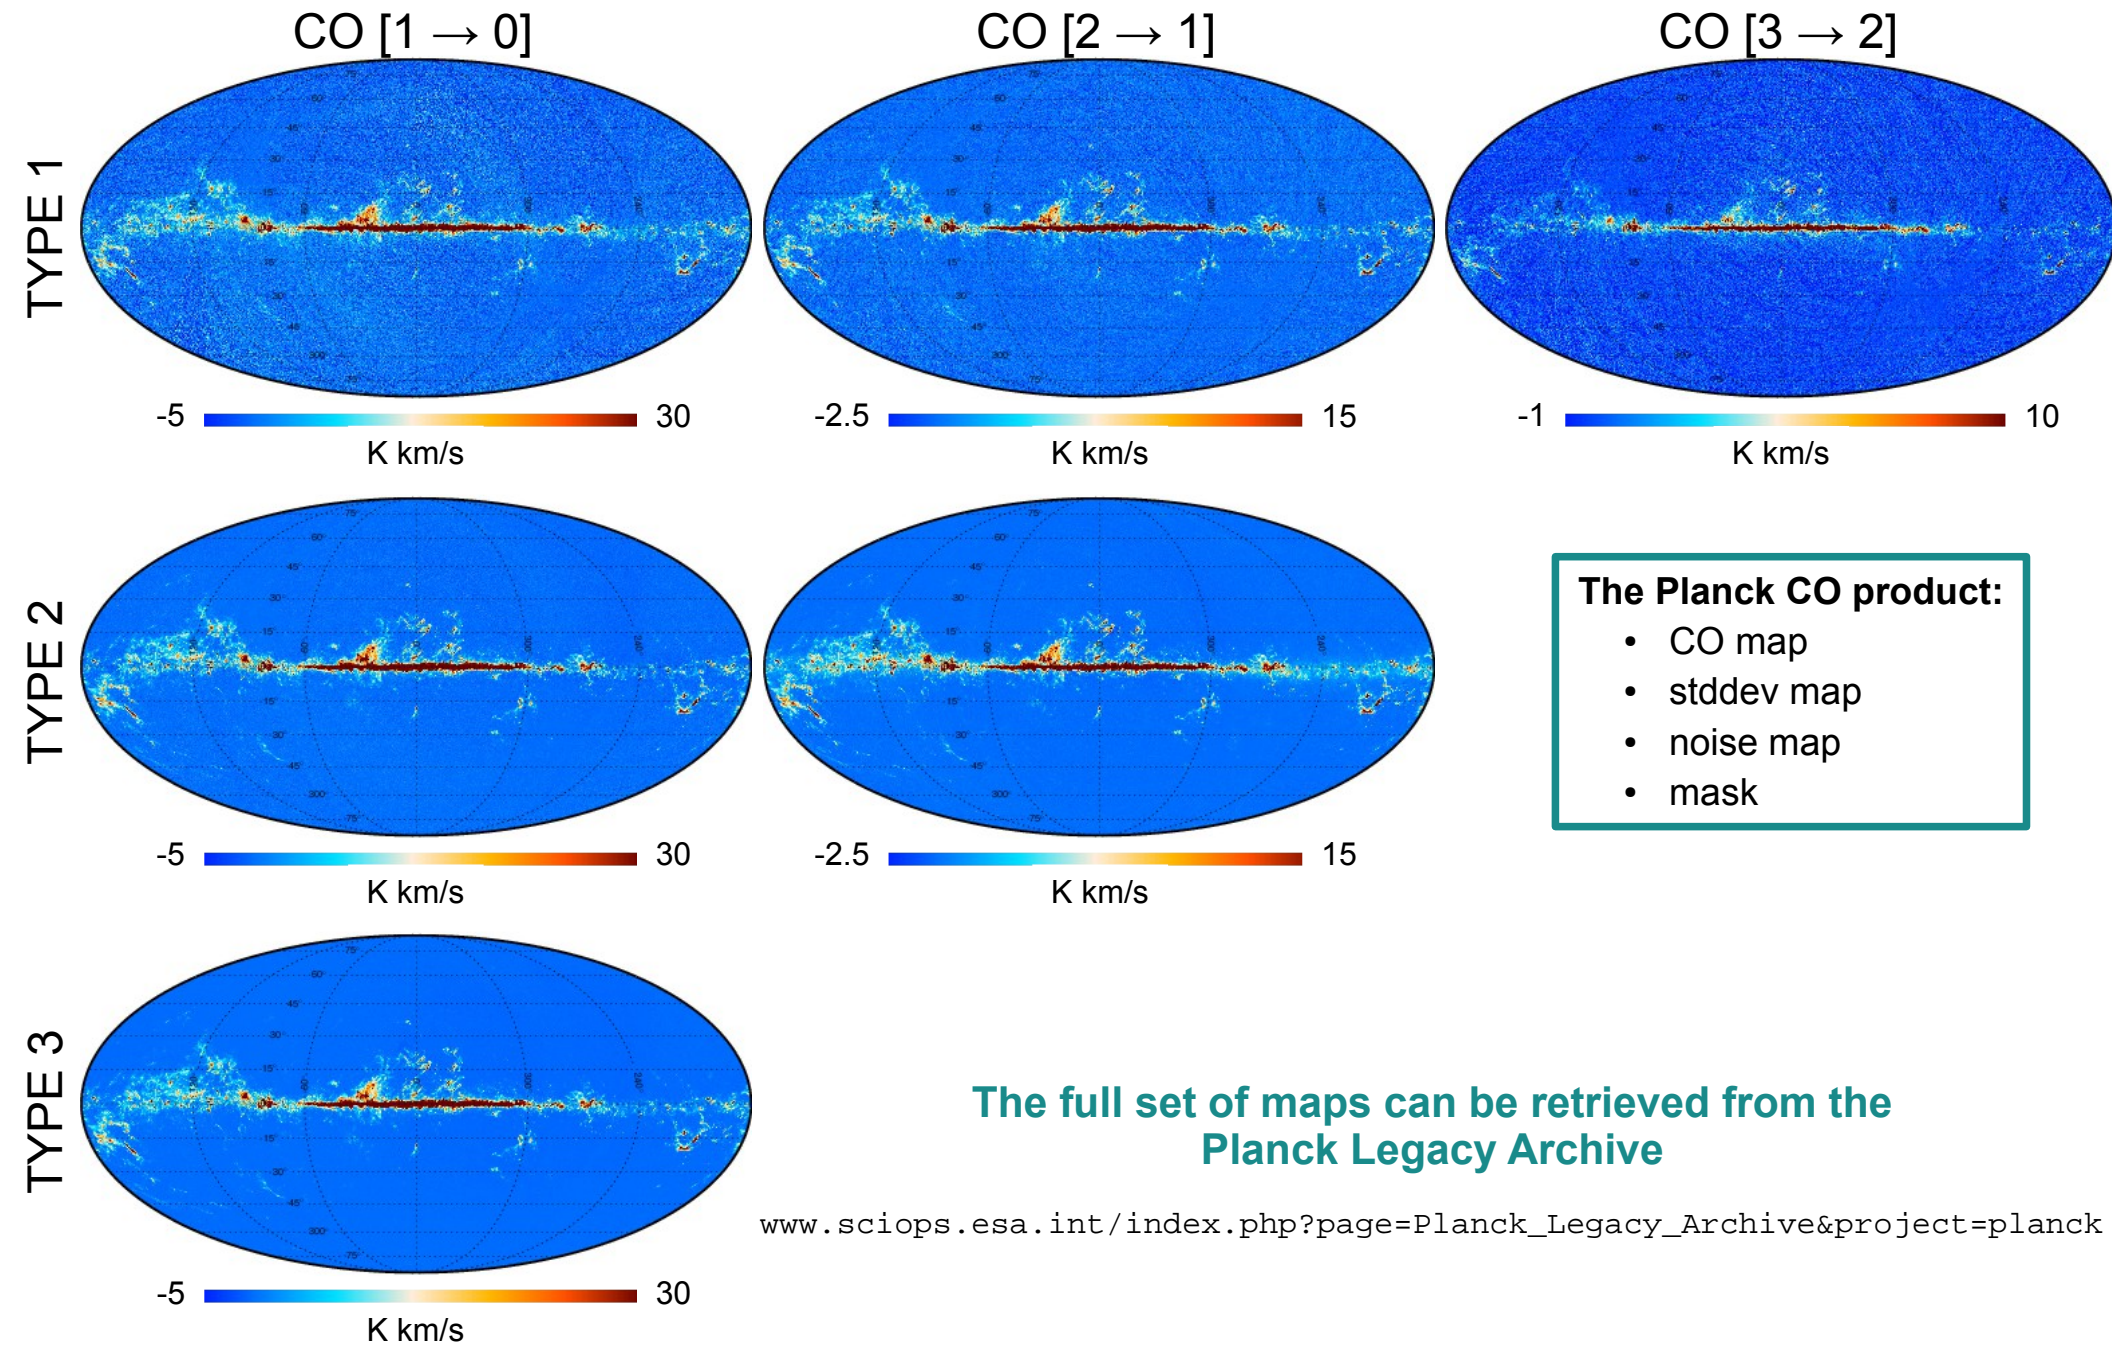 CO [1 → 0]
CO [2 → 1]
CO [3 → 2]
TYPE 1
-5
30
K km/s
-2.5
15
K km/s
-1
10
K km/s
TYPE 2
-5
30
K km/s
-2.5
15
K km/s
The Planck CO product:
• CO map
• stddev map
• noise map
• mask
TYPE 3
-5
30
K km/s
The full set of maps can be retrieved from the
Planck Legacy Archive
www.sciops.esa.int/index.php?page=Planck_Legacy_Archive&project=planck